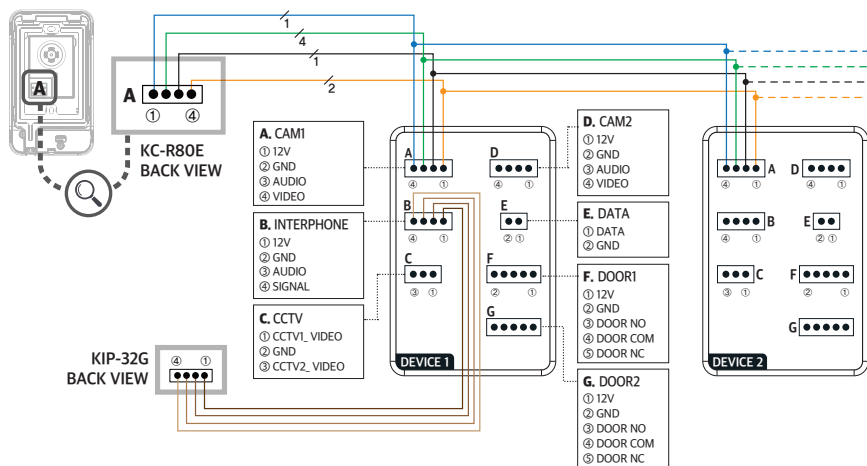 1
4
1
2
A
A
① ④
KC-R80E
BACK VIEW
A. CAM1
① 12V
② GND
③ AUDIO
④ VIDEO
B. INTERPHONE
① 12V
② GND
③ AUDIO
④ SIGNAL
C. CCTV
① CCTV1_ VIDEO
② GND
③ CCTV2_ VIDEO
KIP-32G
BACK VIEW
④ ①
A
④ ①
B
④ ①
C
③ ①
D
④ ①
E
② ①
F
② ①
G
DEVICE 1
D. CAM2
① 12V
② GND
③ AUDIO
④ VIDEO
E. DATA
① DATA
② GND
F. DOOR1
① 12V
② GND
③ DOOR NO
④ DOOR COM
⑤ DOOR NC
G. DOOR2
① 12V
② GND
③ DOOR NO
④ DOOR COM
⑤ DOOR NC
A
④ ①
B
④ ①
C
③ ①
D
④ ①
E
② ①
F
② ①
G
DEVICE 2